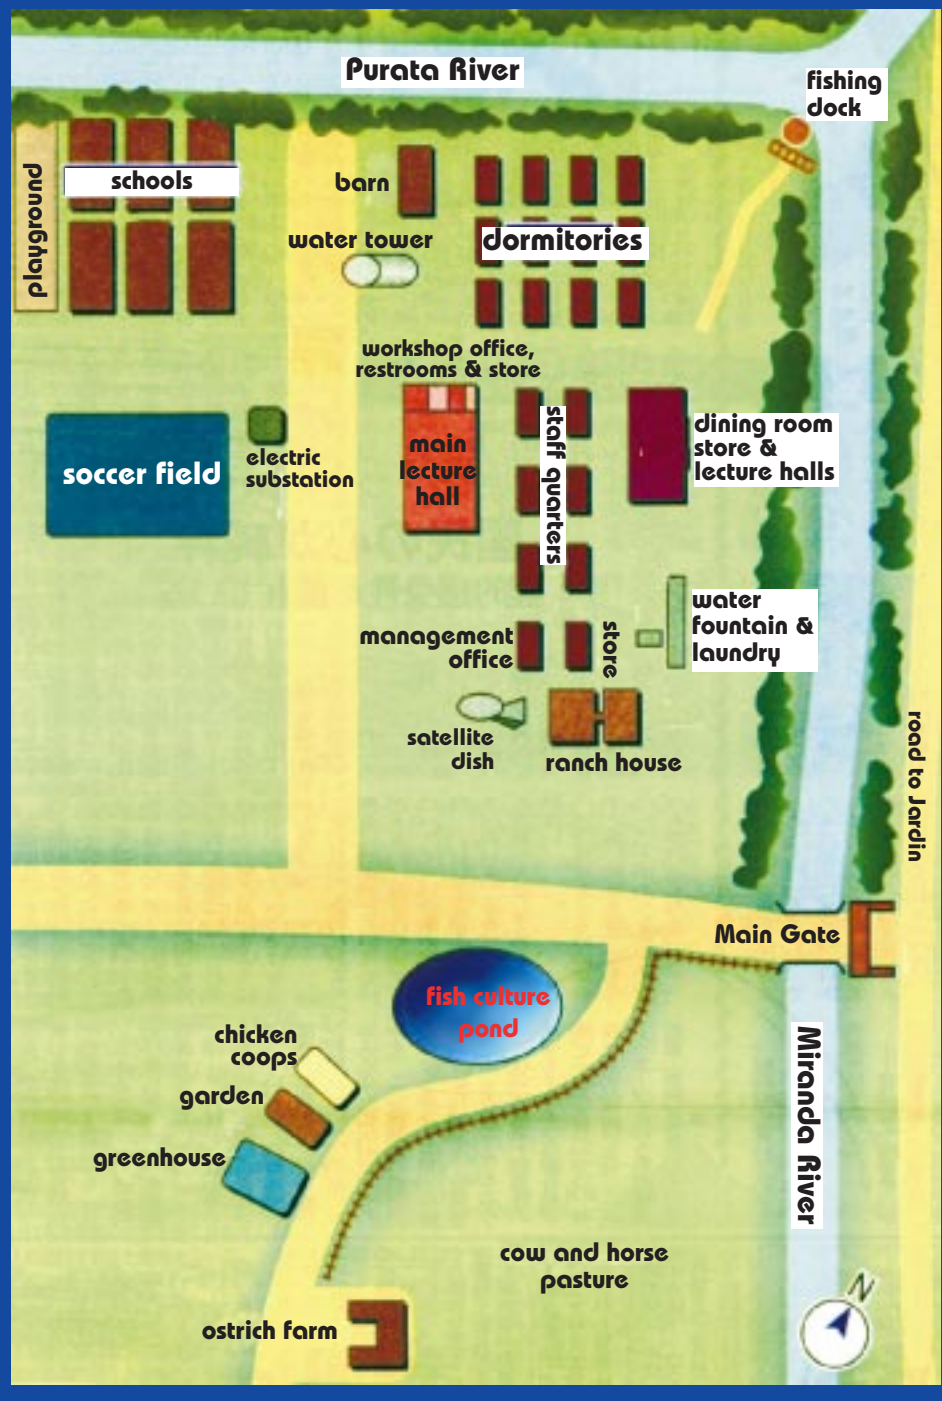 Purata River
fishing
dock
playground
schools
barn
water tower
dormitories
workshop office,
restrooms & store
soccer field
electric
substation
main
lecture
hall
staff quarters
dining room
store &
lecture halls
water
fountain &
laundry
management
office
store
satellite
dish
ranch house
road to Jardin
Main Gate
fish culture
pond
chicken
coops
garden
greenhouse
Miranda River
cow and horse
pasture
N
ostrich farm